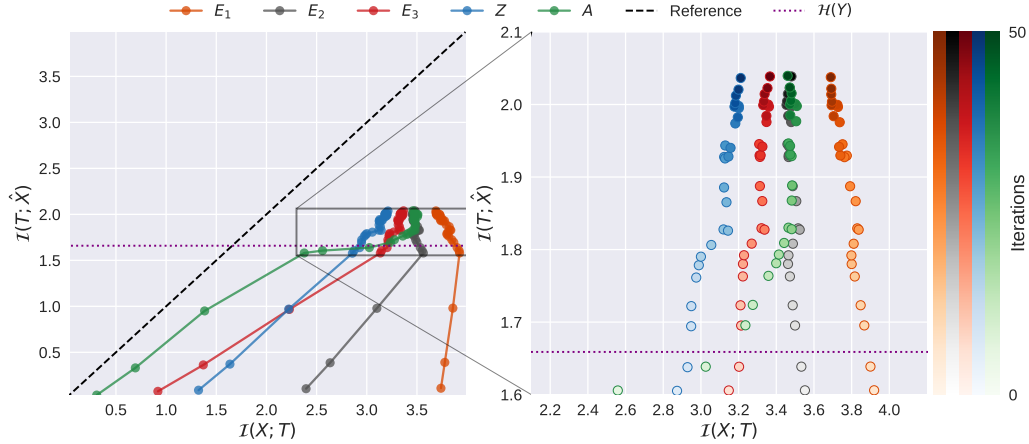 E₁ E₂ E₃ Z A Reference ℋ(Y)
4.0
3.5
3.0
2.5
2.0
1.5
1.0
0.5
ℐ(T; X̂)
0.5 1.0 1.5 2.0 2.5 3.0 3.5
ℐ(X; T)
2.1
2.0
1.9
1.8
1.7
1.6
ℐ(T; X̂)
2.2 2.4 2.6 2.8 3.0 3.2 3.4 3.6 3.8 4.0
ℐ(X; T)
50
Iterations
0